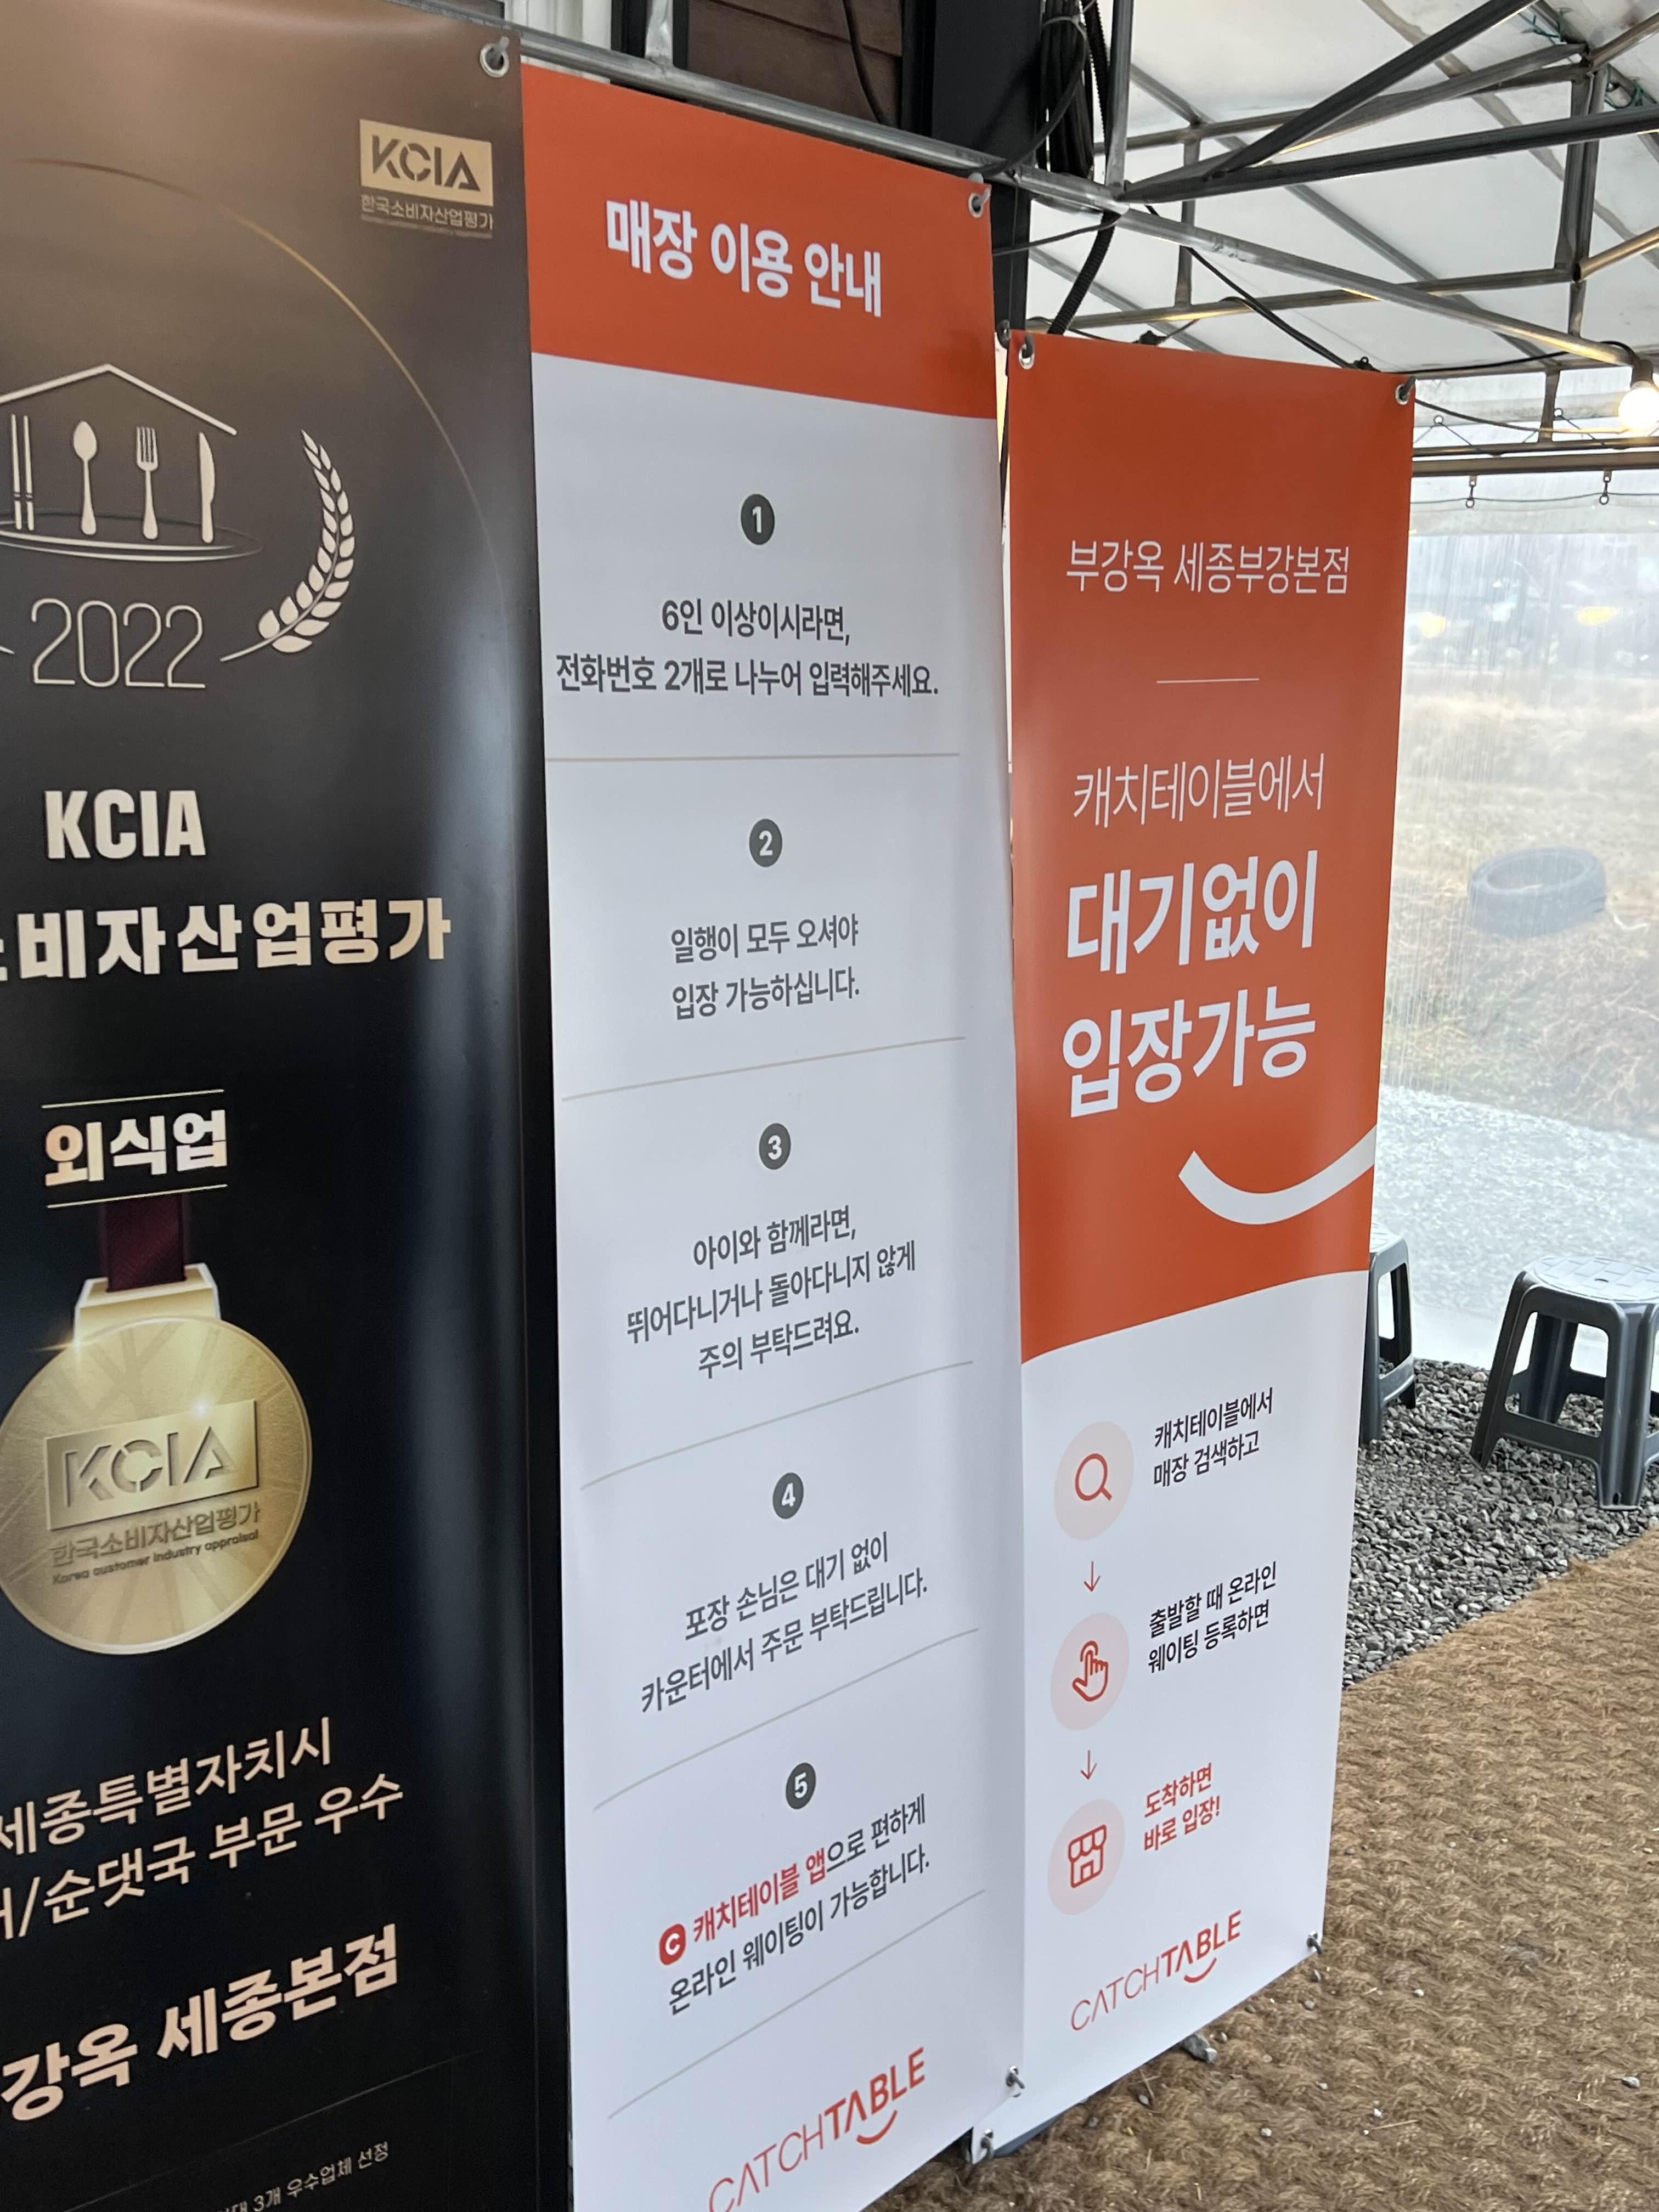 KCIA
한국소비자산업평가
2022
KCIA
비자산업평가
외식업
KCIA
한국소비자산업평가
Korea customer industry appraisal
세종특별자치시
/순댓국 부문 우수
강옥 세종본점
3개 우수업체 선정
매장 이용 안내
1
6인 이상이시라면,
전화번호 2개로 나누어 입력해주세요.
2
일행이 모두 오셔야
입장 가능하십니다.
3
아이와 함께라면,
뛰어다니거나 돌아다니지 않게
주의 부탁드려요.
4
포장 손님은 대기 없이
카운터에서 주문 부탁드립니다.
5
C 캐치테이블 앱으로 편하게
온라인 웨이팅이 가능합니다.
CATCHTABLE
부강옥 세종부강본점
캐치테이블에서
대기없이
입장가능
캐치테이블에서
매장 검색하고
출발할 때 온라인
웨이팅 등록하면
도착하면
바로 입장!
CATCHTABLE